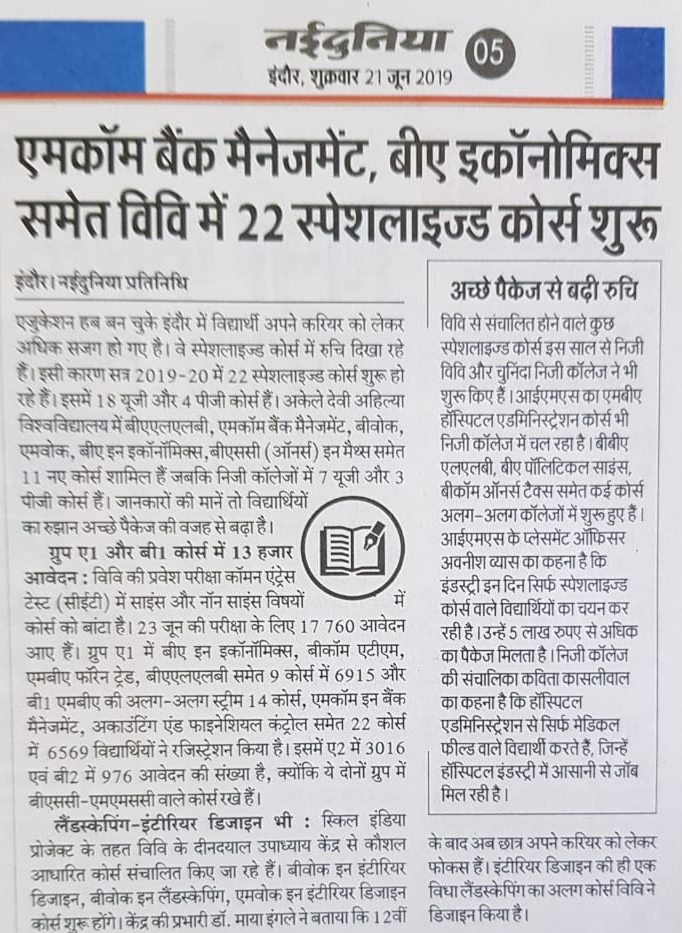 नईदुनिया
05
इंदौर, शुक्रवार 21 जून 2019
एमकॉम बैंक मैनेजमेंट, बीए इकॉनोमिक्स
समेत विवि में 22 स्पेशलाइज्ड कोर्स शुरू
इंदौर। नईदुनिया प्रतिनिधि
एजुकेशन हब बन चुके इंदौर में विद्यार्थी अपने करियर को लेकर
अधिक सजग हो गए है। वे स्पेशलाइज्ड कोर्स में रुचि दिखा रहे
हैं। इसी कारण सत्र 2019-20 में 22 स्पेशलाइज्ड कोर्स शुरू हो
रहे हैं। इसमें 18 यूजी और 4 पीजी कोर्स हैं। अकेले देवी अहिल्या
विश्वविद्यालय में बीएएलएलबी, एमकॉम बैंक मैनेजमेंट, बीवोक,
एमवोक, बीए इन इकॉनॉमिक्स,बीएससी (ऑनर्स) इन मैथ्स समेत
11 नए कोर्स शामिल हैं जबकि निजी कॉलेजों में 7 यूजी और 3
पीजी कोर्स हैं। जानकारों की मानें तो विद्यार्थियों
का रुझान अच्छे पैकेज की वजह से बढ़ा है।
ग्रुप ए1 और बी1 कोर्स में 13 हजार
आवेदन : विवि की प्रवेश परीक्षा कॉमन एंट्रेस
टेस्ट (सीईटी) में साइंस और नॉन साइंस विषयों में
कोर्स को बांटा है। 23 जून की परीक्षा के लिए 17 760 आवेदन
आए हैं। ग्रुप ए1 में बीए इन इकॉनॉमिक्स, बीकॉम एटीएम,
एमबीए फॉरेन ट्रेड, बीएएलएलबी समेत 9 कोर्स में 6915 और
बी1 एमबीए की अलग-अलग स्ट्रीम 14 कोर्स, एमकॉम इन बैंक
मैनेजमेंट, अकाउंटिंग एंड फाइनेशियल कंट्रोल समेत 22 कोर्स
में 6569 विद्यार्थियों ने रजिस्ट्रेशन किया है। इसमें ए2 में 3016
एवं बी2 में 976 आवेदन की संख्या है, क्योंकि ये दोनों ग्रुप में
बीएससी-एमएमससी वाले कोर्स रखे हैं।
लैंडस्केपिंग-इंटीरियर डिजाइन भी : स्किल इंडिया
प्रोजेक्ट के तहत विवि के दीनदयाल उपाध्याय केंद्र से कौशल
आधारित कोर्स संचालित किए जा रहे हैं। बीवोक इन इंटीरियर
डिजाइन, बीवोक इन लैंडस्केपिंग, एमवोक इन इंटीरियर डिजाइन
कोर्स शुरू होंगे। केंद्र की प्रभारी डॉ. माया इंगले ने बताया कि 12वीं
के बाद अब छात्र अपने करियर को लेकर
फोकस हैं। इंटीरियर डिजाइन की ही एक
विधा लैंडस्केपिंग का अलग कोर्स विवि ने
डिजाइन किया है।
अच्छे पैकेज से बढ़ी रुचि
विवि से संचालित होने वाले कुछ
स्पेशलाइज्ड कोर्स इस साल से निजी
विवि और चुनिंदा निजी कॉलेज ने भी
शुरू किए हैं। आईएमएस का एमबीए
हॉस्पिटल एडमिनिस्ट्रेशन कोर्स भी
निजी कॉलेज में चल रहा है। बीबीए
एलएलबी, बीए पॉलिटिकल साइंस,
बीकॉम ऑनर्स टैक्स समेत कई कोर्स
अलग-अलग कॉलेजों में शुरू हुए हैं।
आईएमएस के प्लेसमेंट ऑफिसर
अवनीश व्यास का कहना है कि
इंडस्ट्री इन दिन सिर्फ स्पेशलाइज्ड
कोर्स वाले विद्यार्थियों का चयन कर
रही है। उन्हें 5 लाख रुपए से अधिक
का पैकेज मिलता है। निजी कॉलेज
की संचालिका कविता कासलीवाल
का कहना है कि हॉस्पिटल
एडमिनिस्ट्रेशन से सिर्फ मेडिकल
फील्ड वाले विद्यार्थी करते हैं, जिन्हें
हॉस्पिटल इंडस्ट्री में आसानी से जॉब
मिल रही है।